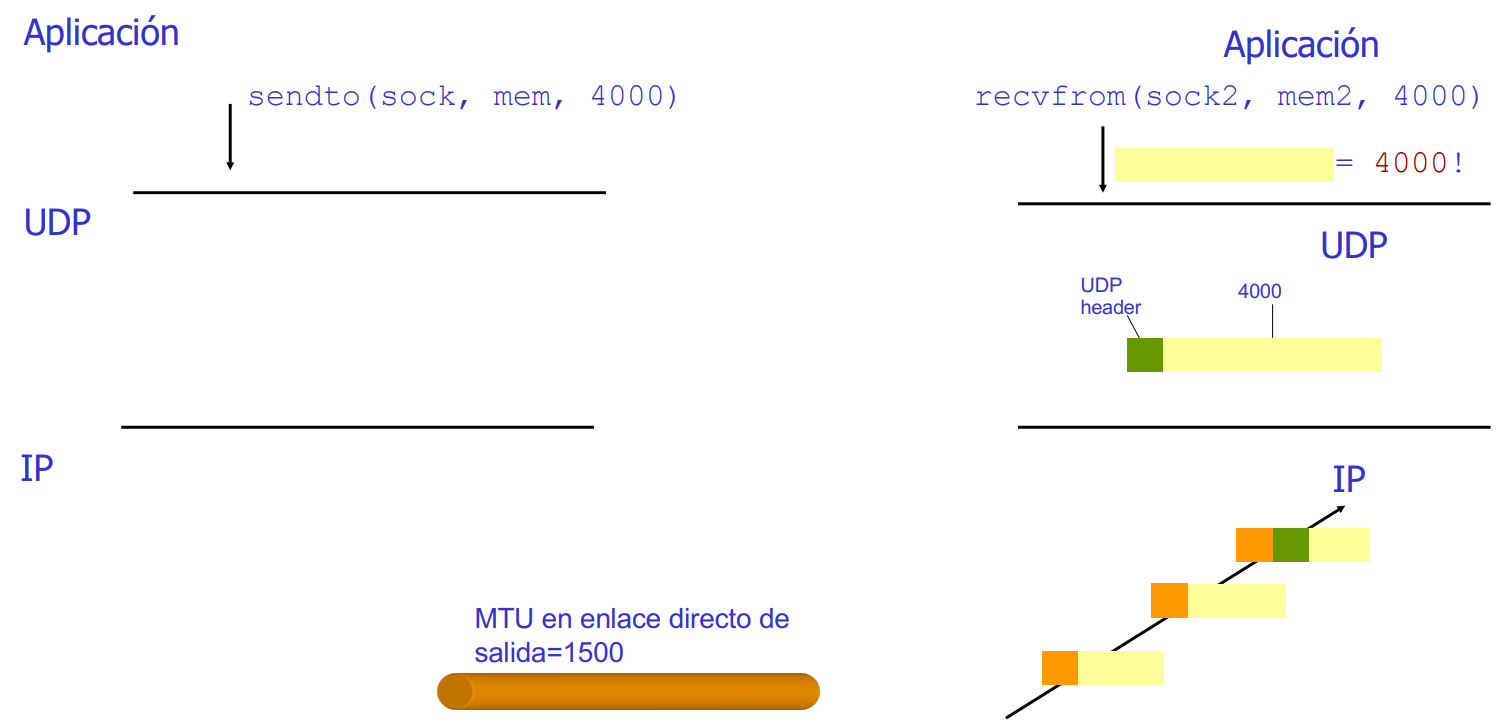 Aplicación
sendto(sock, mem, 4000)
UDP
IP
MTU en enlace directo de
salida=1500
Aplicación
recvfrom(sock2, mem2, 4000)
= 4000!
UDP
UDP
header
4000
IP